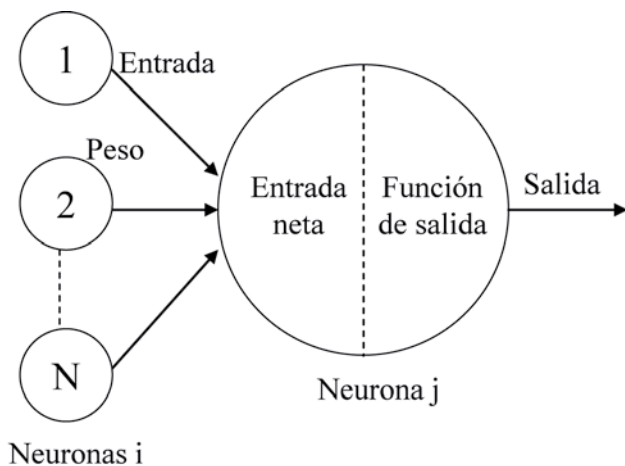 1
Entrada
Peso
2
Entrada
neta
Función
de salida
Salida
N
Neurona j
Neuronas i